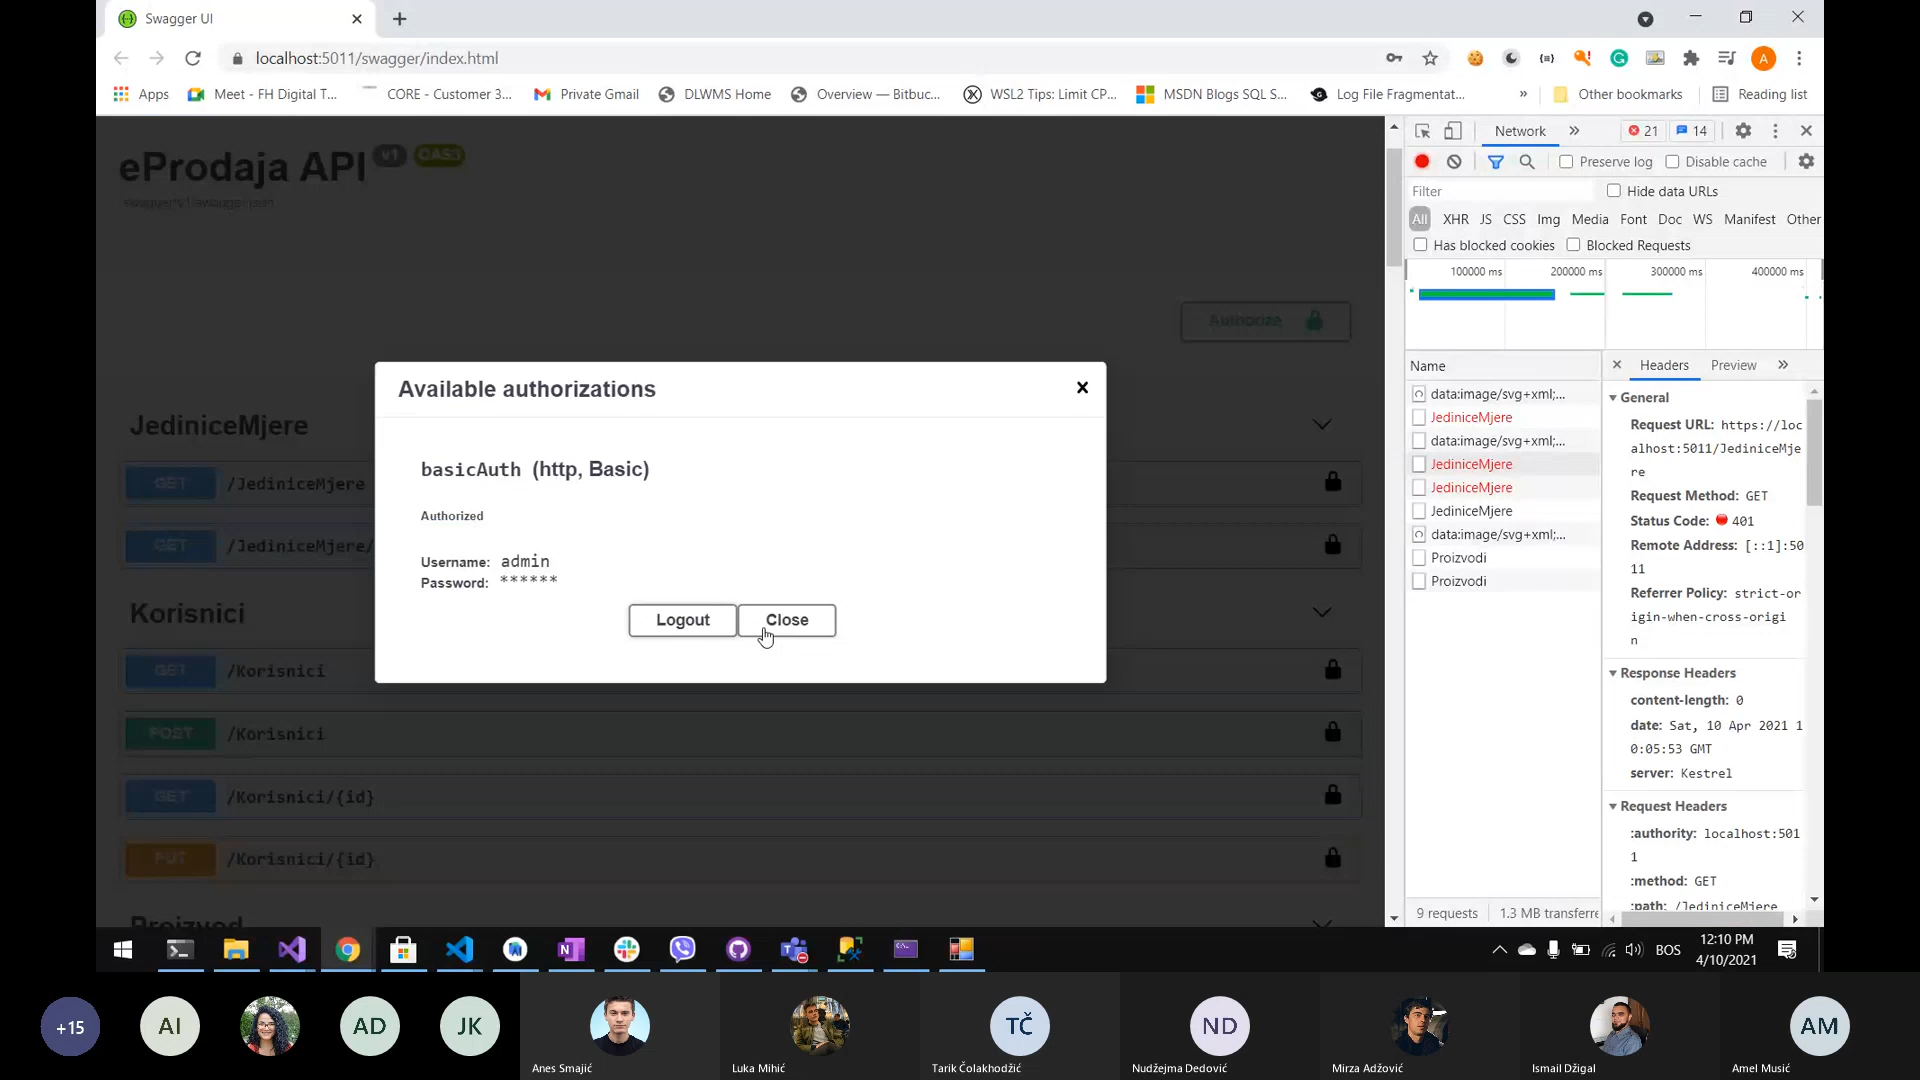 Swagger UI
localhost:5011/swagger/index.html
A
Apps
Meet - FH Digital T...
CORE - Customer 3...
Private Gmail
DLWMS Home
Overview — Bitbuc...
WSL2 Tips: Limit CP...
MSDN Blogs SQL S...
Log File Fragmentat...
»
Other bookmarks
Reading list
eProdaja API v1 OAS3
Authorize
JediniceMjere
GET /JediniceMjere
GET /JediniceMjere/
Korisnici
GET /Korisnici
POST /Korisnici
GET /Korisnici/{id}
PUT /Korisnici/{id}
Proizvod
Available authorizations
basicAuth (http, Basic)
Authorized
Username: admin
Password: ******
Logout
Close
Network » 21 14
Preserve log Disable cache
Filter Hide data URLs
All XHR JS CSS Img Media Font Doc WS Manifest Other
Has blocked cookies Blocked Requests
100000 ms 200000 ms 300000 ms 400000 ms
Name
data:image/svg+xml;...
JediniceMjere
data:image/svg+xml;...
JediniceMjere
JediniceMjere
JediniceMjere
data:image/svg+xml;...
Proizvodi
Proizvodi
9 requests 1.3 MB transferre
Headers Preview »
General
Request URL: https://loc
alhost:5011/JediniceMje
re
Request Method: GET
Status Code: 401
Remote Address: [::1]:50
11
Referrer Policy: strict-or
igin-when-cross-origi
n
Response Headers
content-length: 0
date: Sat, 10 Apr 2021 1
0:05:53 GMT
server: Kestrel
Request Headers
:authority: localhost:501
1
:method: GET
:path: /JediniceMjere
BOS
12:10 PM
4/10/2021
+15
AI
AD
JK
TČ
ND
AM
Anes Smajić
Luka Mihić
Tarik Čolakhodžić
Nudžejma Dedović
Mirza Adžović
Ismail Džigal
Amel Musić